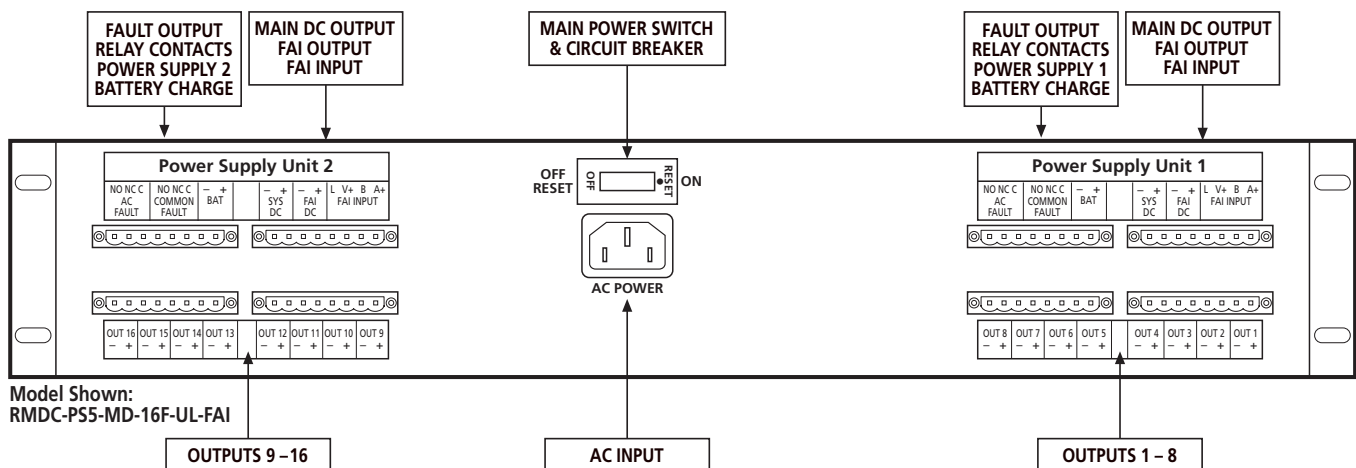 FAULT OUTPUT
RELAY CONTACTS
POWER SUPPLY 2
BATTERY CHARGE
MAIN DC OUTPUT
FAI OUTPUT
FAI INPUT
MAIN POWER SWITCH
& CIRCUIT BREAKER
FAULT OUTPUT
RELAY CONTACTS
POWER SUPPLY 1
BATTERY CHARGE
MAIN DC OUTPUT
FAI OUTPUT
FAI INPUT
Power Supply Unit 2
NO NC C NO NC C – + – + – + L V+ B A+
AC COMMON BAT SYS FAI FAI INPUT
FAULT FAULT DC DC
OFF
RESET
OFF
RESET
ON
AC POWER
Power Supply Unit 1
NO NC C NO NC C – + – + – + L V+ B A+
AC COMMON BAT SYS FAI FAI INPUT
FAULT FAULT DC DC
OUT 16 OUT 15 OUT 14 OUT 13 OUT 12 OUT 11 OUT 10 OUT 9
– + – + – + – + – + – + – + – +
OUT 8 OUT 7 OUT 6 OUT 5 OUT 4 OUT 3 OUT 2 OUT 1
– + – + – + – + – + – + – + – +
Model Shown:
RMDC-PS5-MD-16F-UL-FAI
OUTPUTS 9 – 16
AC INPUT
OUTPUTS 1 – 8